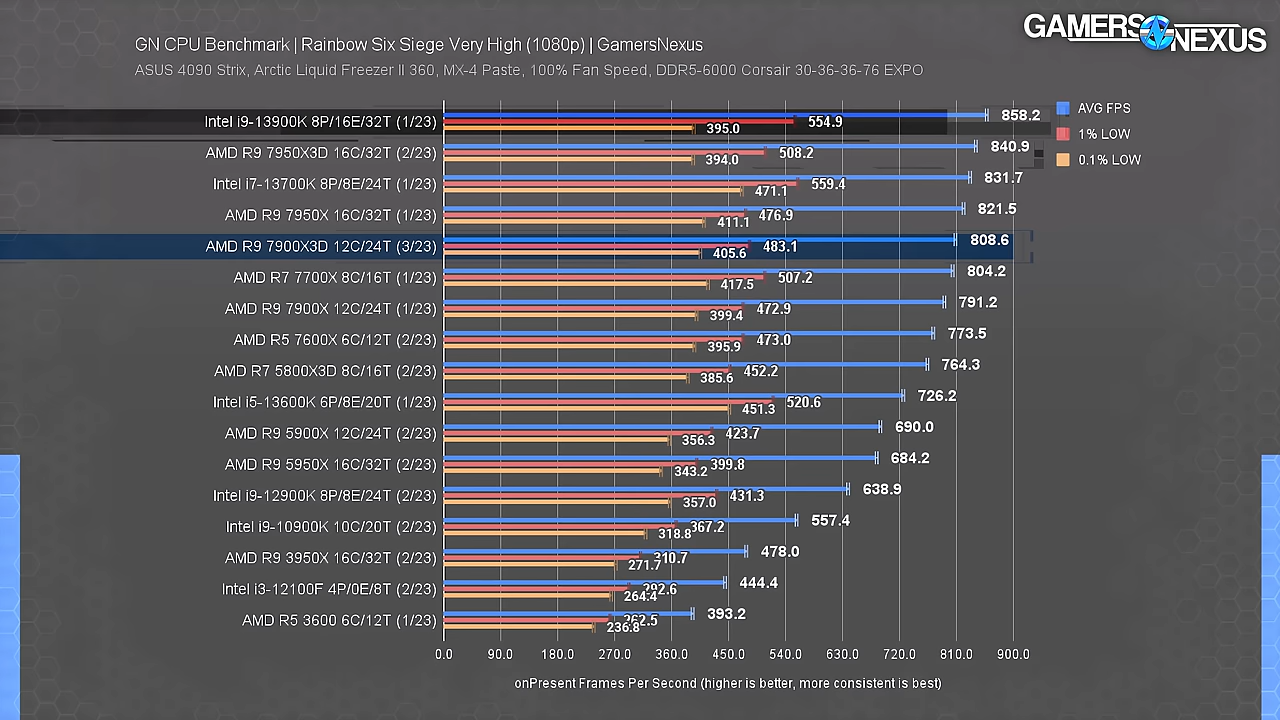 GAMERS NEXUS
GN CPU Benchmark | Rainbow Six Siege Very High (1080p) | GamersNexus
ASUS 4090 Strix, Arctic Liquid Freezer II 360, MX-4 Paste, 100% Fan Speed, DDR5-6000 Corsair 30-36-36-76 EXPO
AVG FPS
1% LOW
0.1% LOW
Intel i9-13900K 8P/16E/32T (1/23) 858.2 554.9 395.0
AMD R9 7950X3D 16C/32T (2/23) 840.9 508.2 394.0
Intel i7-13700K 8P/8E/24T (1/23) 831.7 559.4 471.1
AMD R9 7950X 16C/32T (1/23) 821.5 476.9 411.1
AMD R9 7900X3D 12C/24T (3/23) 808.6 483.1 405.6
AMD R7 7700X 8C/16T (1/23) 804.2 507.2 417.5
AMD R9 7900X 12C/24T (1/23) 791.2 472.9 399.4
AMD R5 7600X 6C/12T (2/23) 773.5 473.0 395.9
AMD R7 5800X3D 8C/16T (2/23) 764.3 452.2 385.6
Intel i5-13600K 6P/8E/20T (1/23) 726.2 520.6 451.3
AMD R9 5900X 12C/24T (2/23) 690.0 423.7 356.3
AMD R9 5950X 16C/32T (2/23) 684.2 399.8 343.2
Intel i9-12900K 8P/8E/24T (2/23) 638.9 431.3 357.0
Intel i9-10900K 10C/20T (2/23) 557.4 367.2 318.8
AMD R9 3950X 16C/32T (2/23) 478.0 310.7 271.7
Intel i3-12100F 4P/0E/8T (2/23) 444.4 292.6 264.4
AMD R5 3600 6C/12T (1/23) 393.2 262.5 236.8
0.0 90.0 180.0 270.0 360.0 450.0 540.0 630.0 720.0 810.0 900.0
onPresent Frames Per Second (higher is better, more consistent is best)